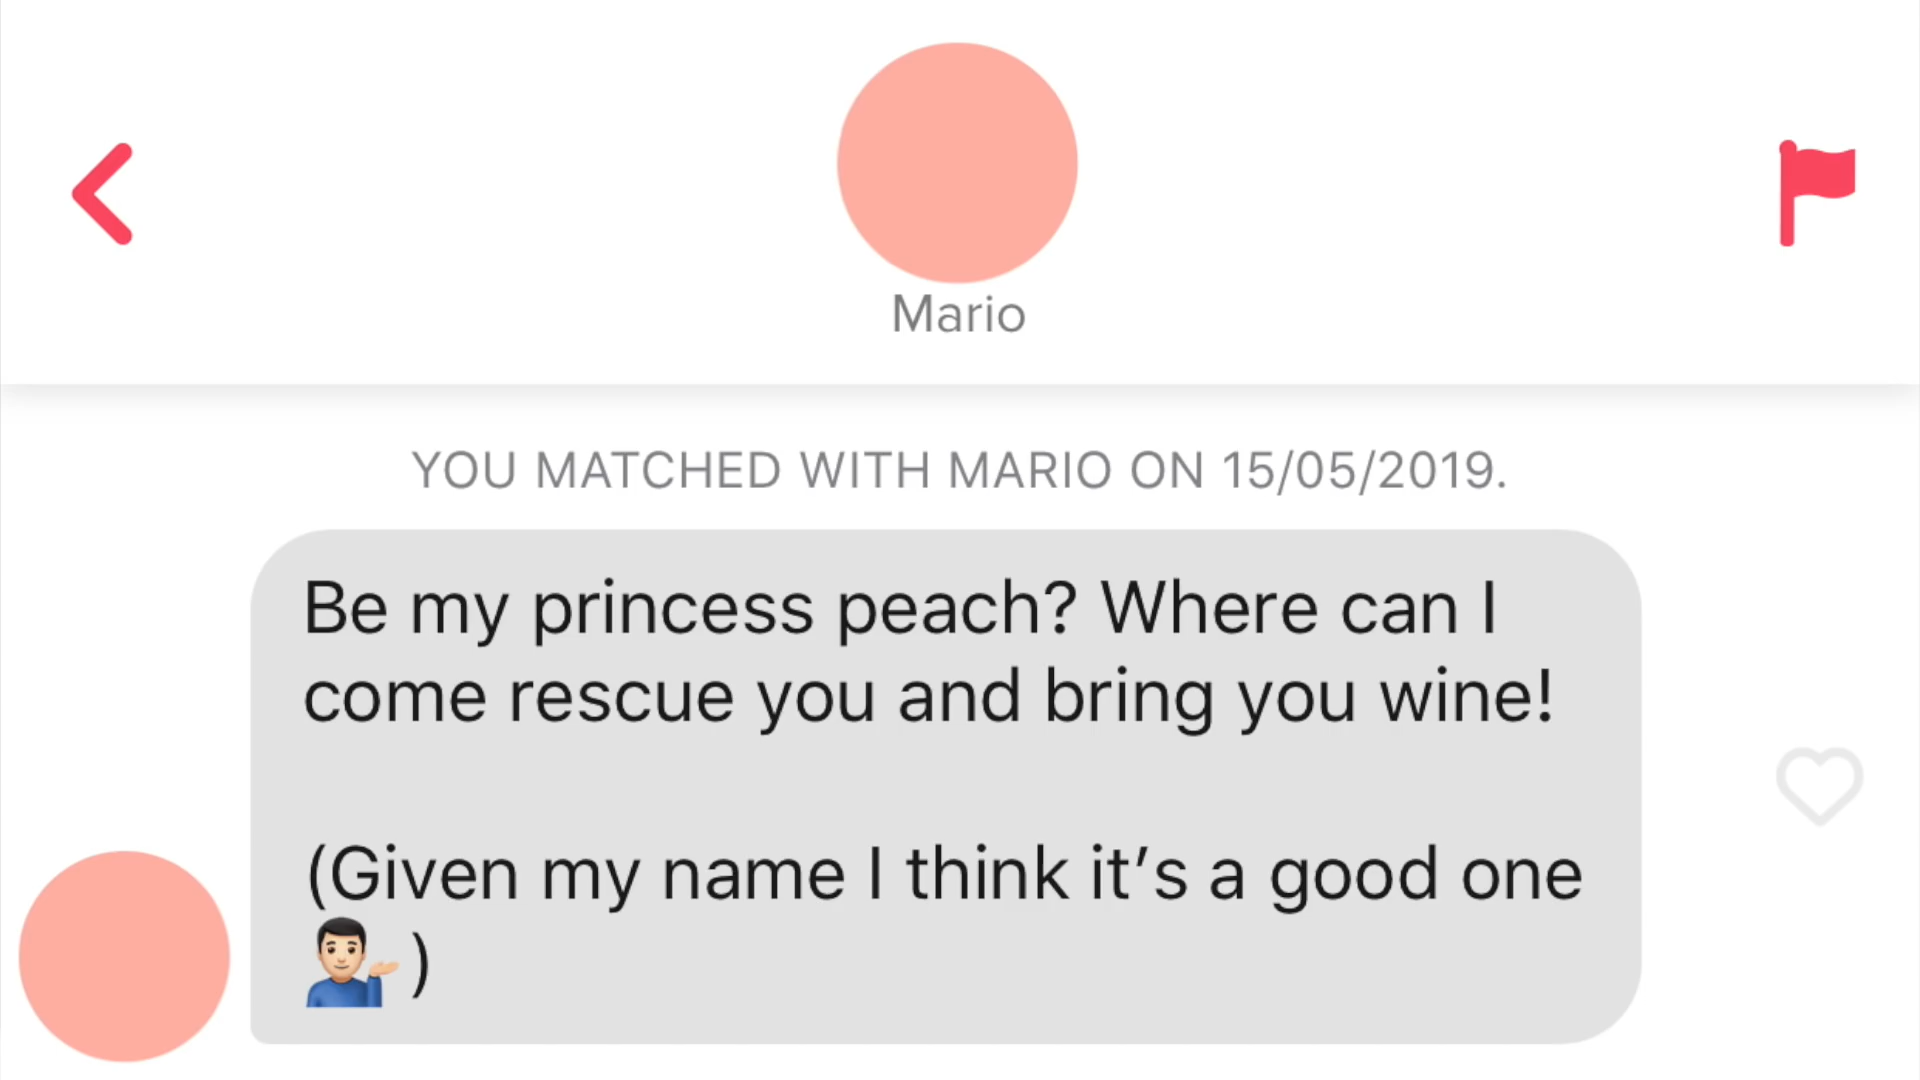 Mario
YOU MATCHED WITH MARIO ON 15/05/2019.
Be my princess peach? Where can I
come rescue you and bring you wine!
(Given my name I think it’s a good one
💁🏻‍♂️ )